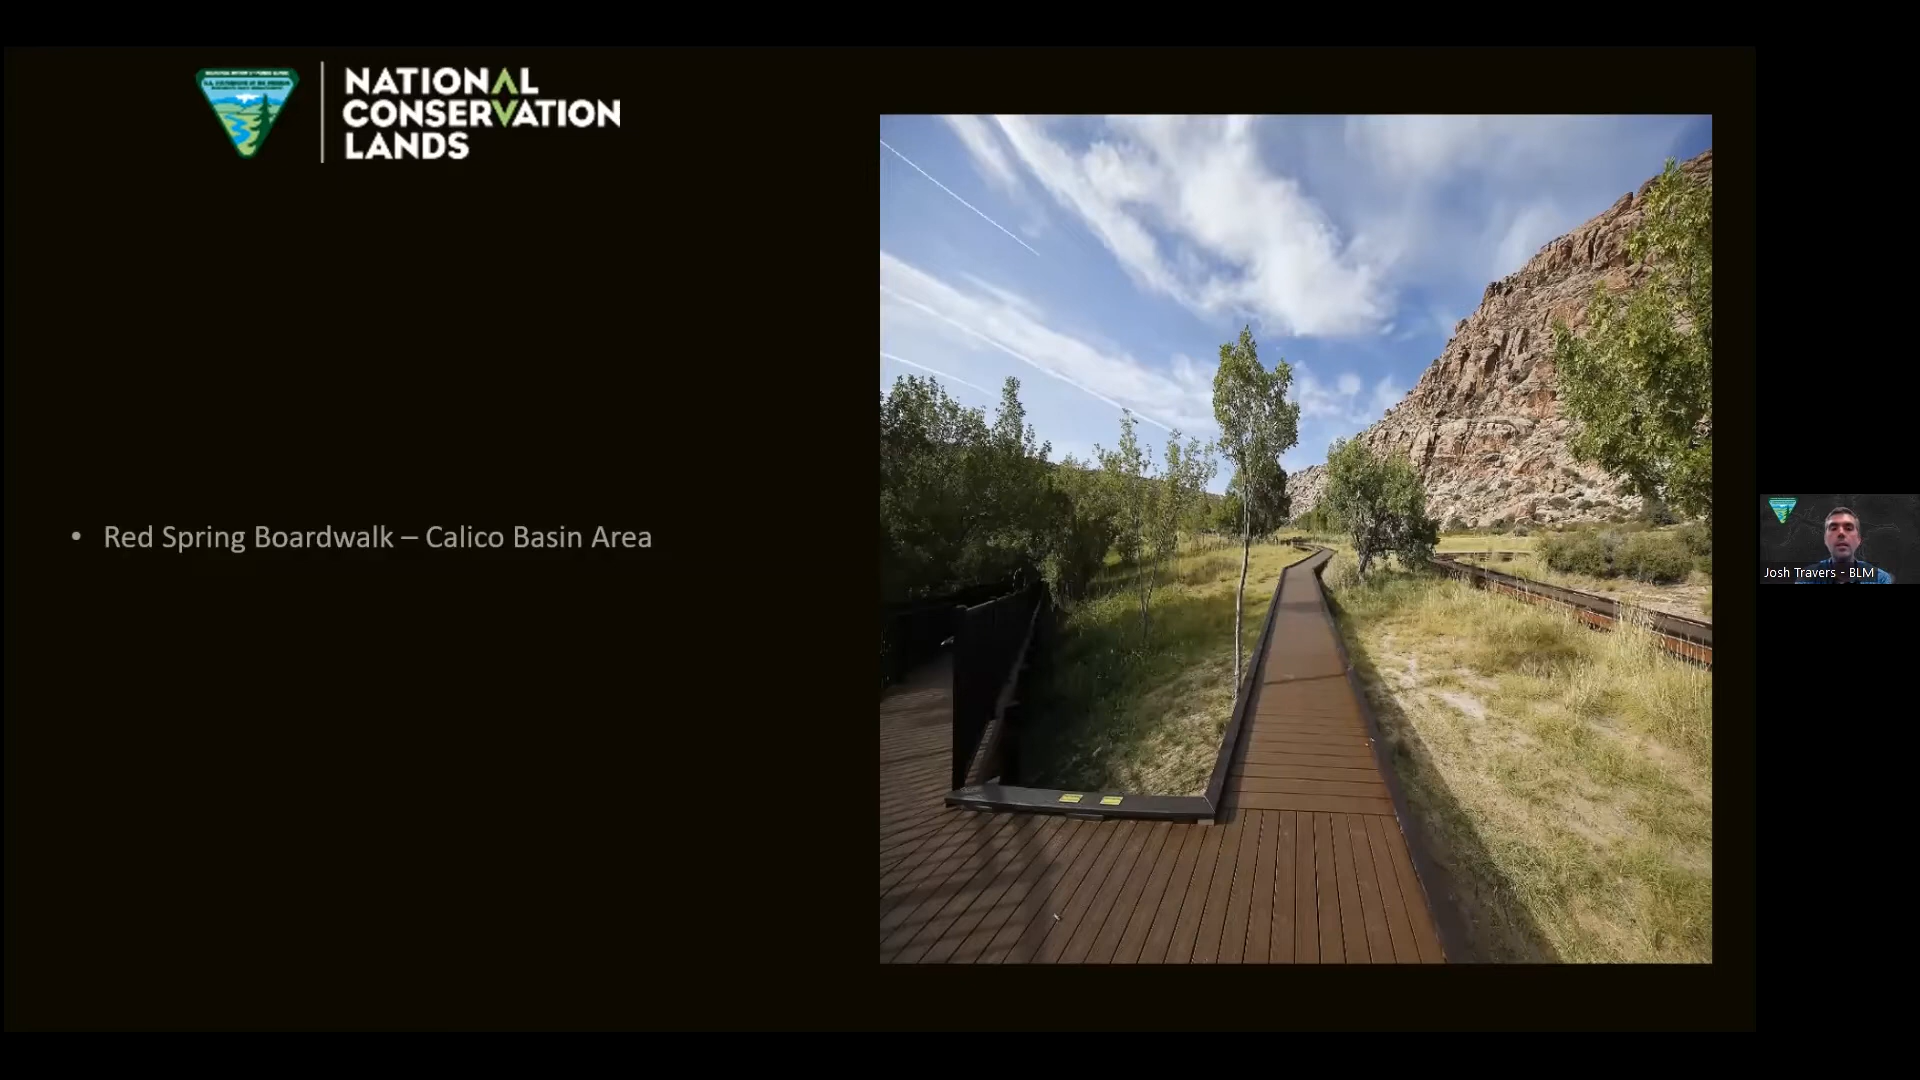 NATIONAL
CONSERVATION
LANDS
• Red Spring Boardwalk – Calico Basin Area
Josh Travers - BLM